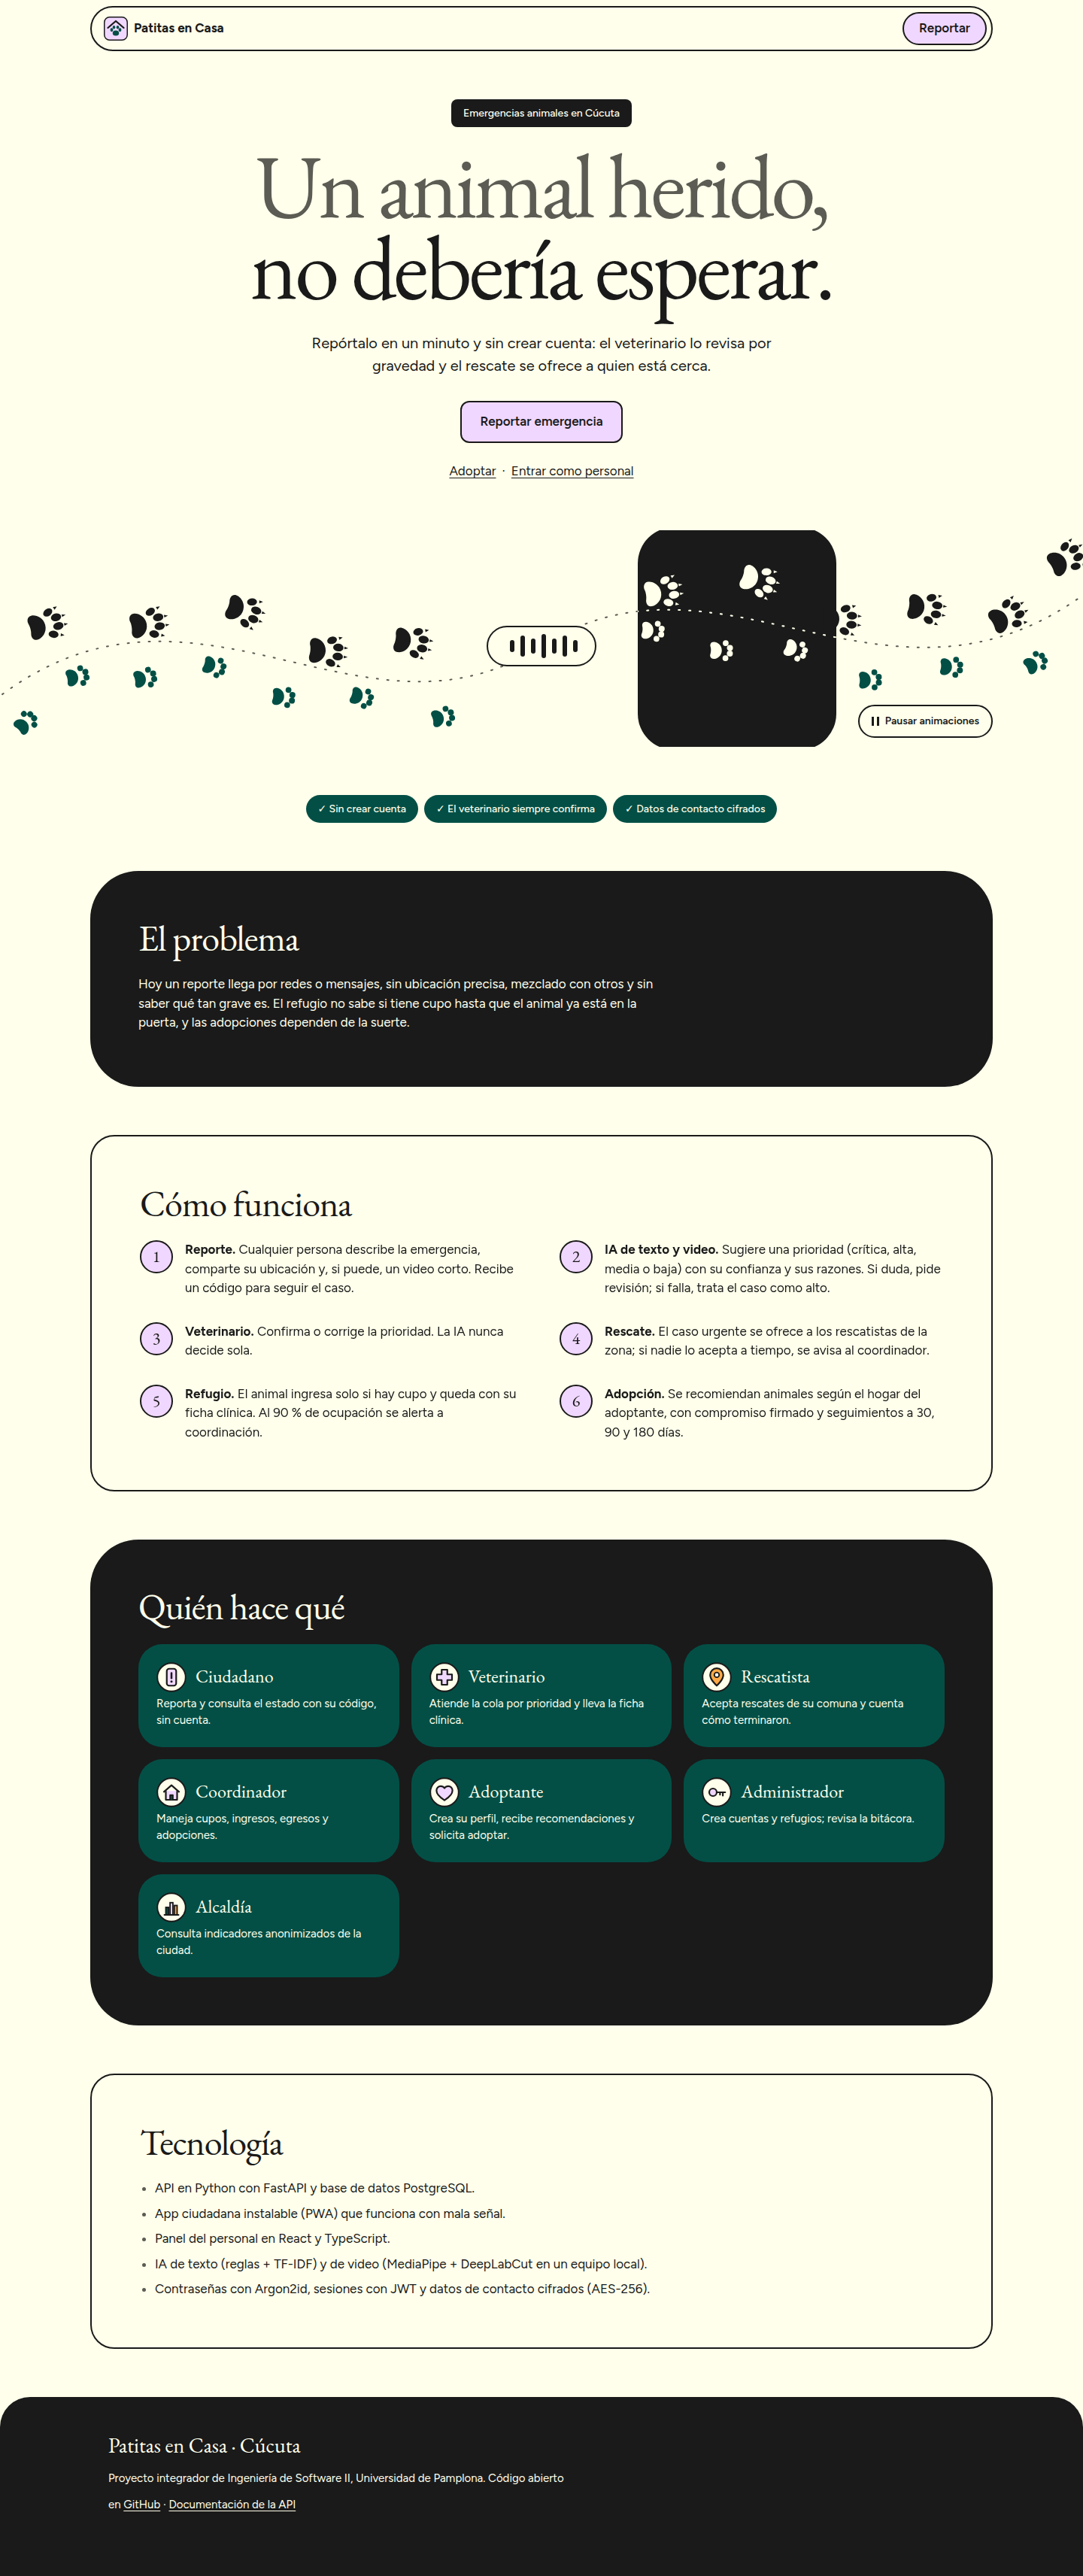 Patitas en Casa
Reportar
Emergencias animales en Cúcuta
Un animal herido,
no debería esperar.
Repórtalo en un minuto y sin crear cuenta: el veterinario lo revisa por
gravedad y el rescate se ofrece a quien está cerca.
Reportar emergencia
Adoptar · Entrar como personal
Pausar animaciones
✓ Sin crear cuenta
✓ El veterinario siempre confirma
✓ Datos de contacto cifrados
El problema
Hoy un reporte llega por redes o mensajes, sin ubicación precisa, mezclado con otros y sin
saber qué tan grave es. El refugio no sabe si tiene cupo hasta que el animal ya está en la
puerta, y las adopciones dependen de la suerte.
Cómo funciona
1
Reporte. Cualquier persona describe la emergencia,
comparte su ubicación y, si puede, un video corto. Recibe
un código para seguir el caso.
2
IA de texto y video. Sugiere una prioridad (crítica, alta,
media o baja) con su confianza y sus razones. Si duda, pide
revisión; si falla, trata el caso como alto.
3
Veterinario. Confirma o corrige la prioridad. La IA nunca
decide sola.
4
Rescate. El caso urgente se ofrece a los rescatistas de la
zona; si nadie lo acepta a tiempo, se avisa al coordinador.
5
Refugio. El animal ingresa solo si hay cupo y queda con su
ficha clínica. Al 90 % de ocupación se alerta a
coordinación.
6
Adopción. Se recomiendan animales según el hogar del
adoptante, con compromiso firmado y seguimientos a 30,
90 y 180 días.
Quién hace qué
Ciudadano
Reporta y consulta el estado con su código,
sin cuenta.
Veterinario
Atiende la cola por prioridad y lleva la ficha
clínica.
Rescatista
Acepta rescates de su comuna y cuenta
cómo terminaron.
Coordinador
Maneja cupos, ingresos, egresos y
adopciones.
Adoptante
Crea su perfil, recibe recomendaciones y
solicita adoptar.
Administrador
Crea cuentas y refugios; revisa la bitácora.
Alcaldía
Consulta indicadores anonimizados de la
ciudad.
Tecnología
• API en Python con FastAPI y base de datos PostgreSQL.
• App ciudadana instalable (PWA) que funciona con mala señal.
• Panel del personal en React y TypeScript.
• IA de texto (reglas + TF-IDF) y de video (MediaPipe + DeepLabCut en un equipo local).
• Contraseñas con Argon2id, sesiones con JWT y datos de contacto cifrados (AES-256).
Patitas en Casa · Cúcuta
Proyecto integrador de Ingeniería de Software II, Universidad de Pamplona. Código abierto
en GitHub · Documentación de la API